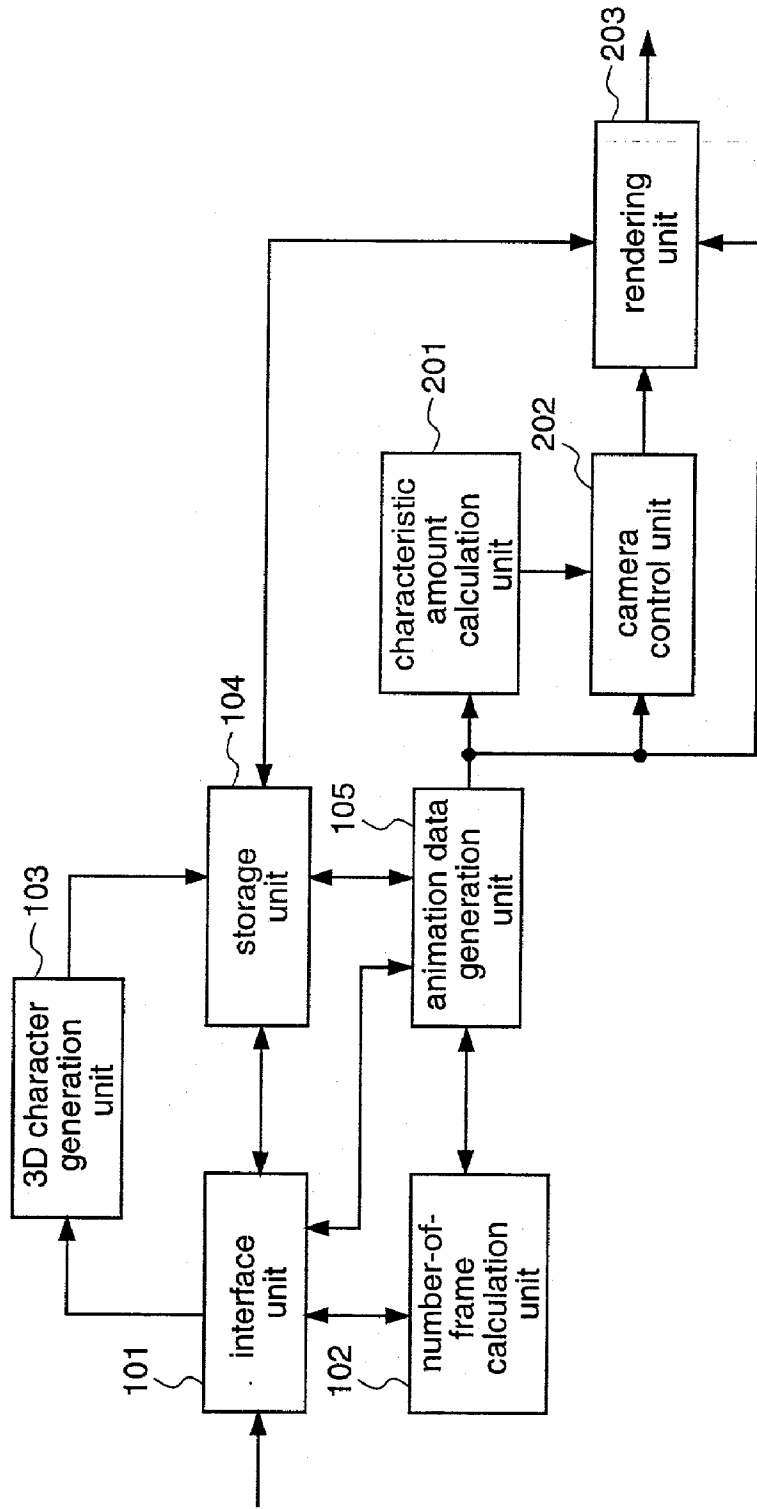 103
3D character
generation
unit
101
interface
unit
104
storage
unit
102
number-of-
frame
calculation
unit
105
animation data
generation
unit
201
characteristic
amount
calculation
unit
202
camera
control unit
203
rendering
unit